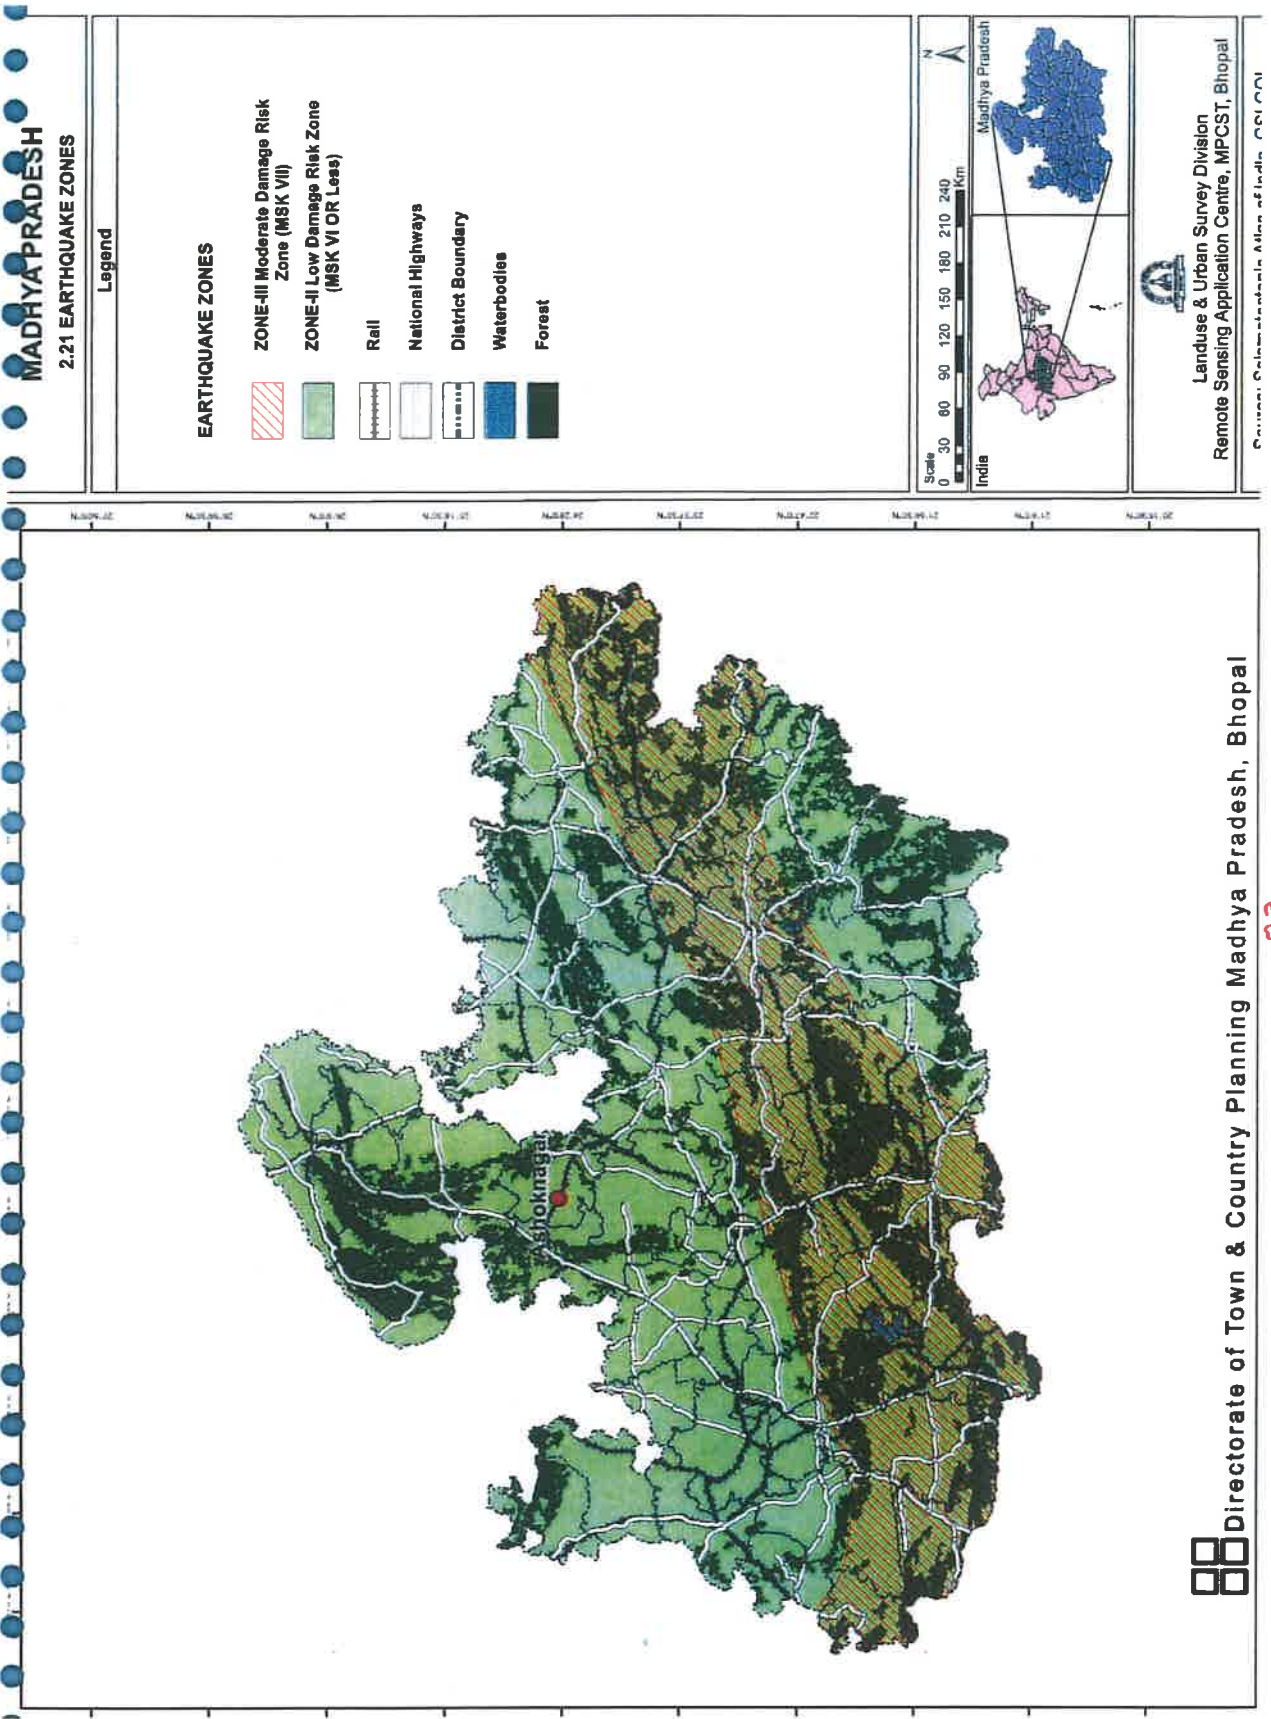 MADHYA PRADESH
2.21 EARTHQUAKE ZONES
Legend
EARTHQUAKE ZONES
ZONE-III Moderate Damage Risk
Zone (MSK VII)
ZONE-II Low Damage Risk Zone
(MSK VI OR Less)
Rail
National Highways
District Boundary
Waterbodies
Forest
N
Scale
0 30 60 90 120 150 180 210 240
Km
India
Madhya Pradesh
Landuse & Urban Survey Division
Remote Sensing Application Centre, MPCST, Bhopal
Directorate of Town & Country Planning Madhya Pradesh, Bhopal